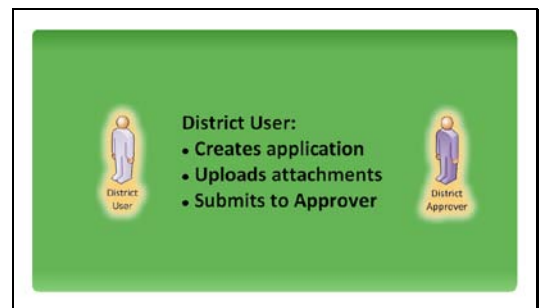 District User:
• Creates application
• Uploads attachments
• Submits to Approver
District
User
District
Approver